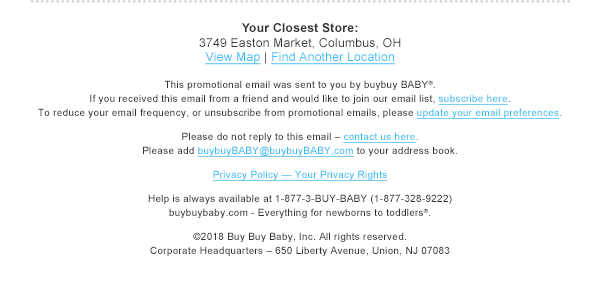 Your Closest Store:
3749 Easton Market, Columbus, OH
View Map | Find Another Location
This promotional email was sent to you by buybuy BABY®.
If you received this email from a friend and would like to join our email list, subscribe here.
To reduce your email frequency, or unsubscribe from promotional emails, please update your email preferences.
Please do not reply to this email – contact us here.
Please add buybuyBABY@buybuyBABY.com to your address book.
Privacy Policy — Your Privacy Rights
Help is always available at 1-877-3-BUY-BABY (1-877-328-9222)
buybuybaby.com - Everything for newborns to toddlers®.
©2018 Buy Buy Baby, Inc. All rights reserved.
Corporate Headquarters – 650 Liberty Avenue, Union, NJ 07083